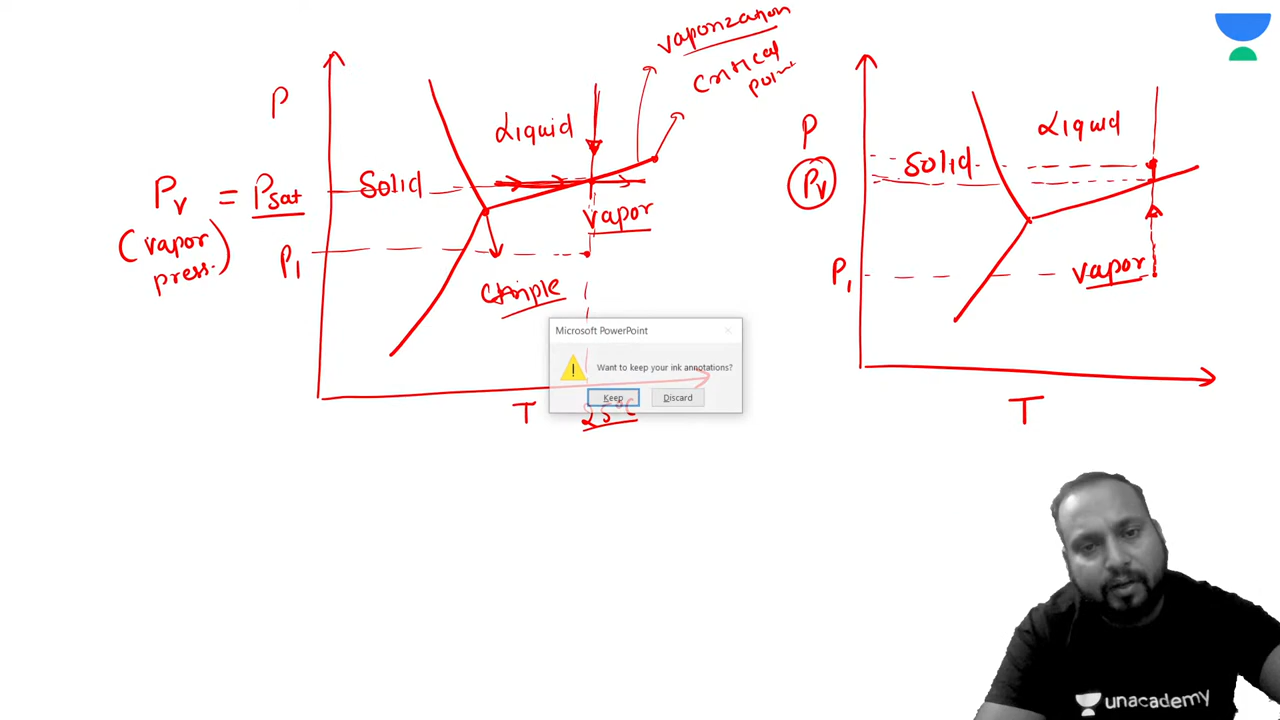 vaporization
critical
point
P
Liquid
Solid
Pv = Psat
(vapor
press.)
vapor
P1
triple
T
25°C
P
Pv
Liquid
Solid
P1
vapor
T
Microsoft PowerPoint
Want to keep your ink annotations?
Keep
Discard
unacademy